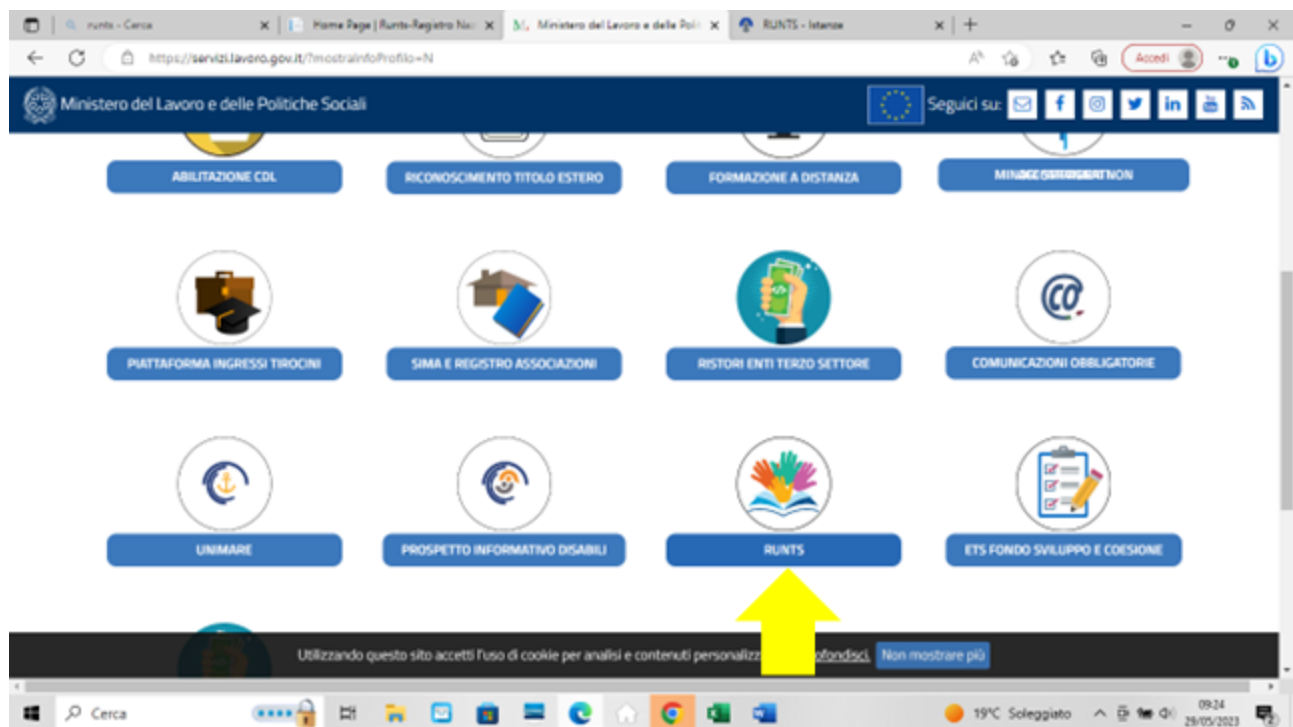 runts - Cerca
Home Page | Runts-Registro Naz
Ministero del Lavoro e delle Poli
RUNTS - Istanze
https://servizi.lavoro.gov.it/?mostraInfoProfilo=N
Accedi
Ministero del Lavoro e delle Politiche Sociali
Seguici su:
ABILITAZIONE CDL
RICONOSCIMENTO TITOLO ESTERO
FORMAZIONE A DISTANZA
PIATTAFORMA INGRESSI TIROCINI
SIMA E REGISTRO ASSOCIAZIONI
RISTORI ENTI TERZO SETTORE
CO
COMUNICAZIONI OBBLIGATORIE
UNIMARE
PROSPETTO INFORMATIVO DISABILI
RUNTS
ETS FONDO SVILUPPO E COESIONE
Utilizzando questo sito accetti l'uso di cookie per analisi e contenuti personalizz ofondisci. Non mostrare più
Cerca
19°C Soleggiato
09:24
29/05/2023